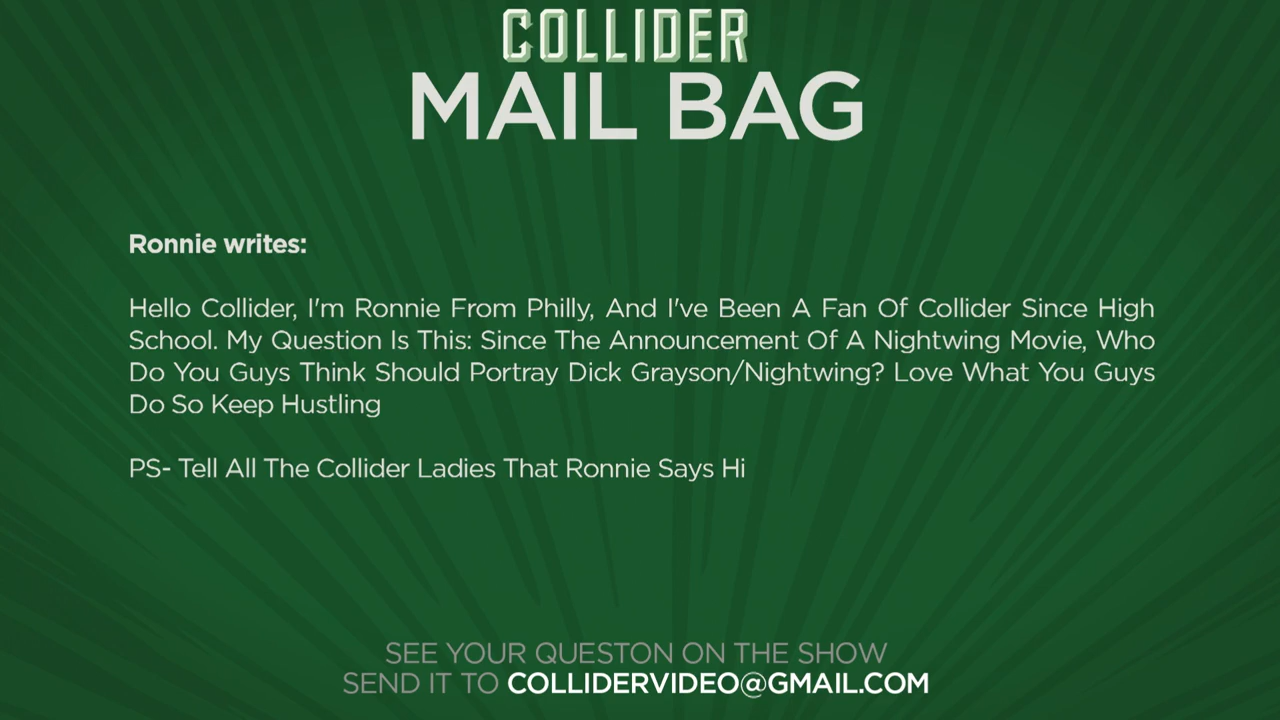 COLLIDER
MAIL BAG
Ronnie writes:
Hello Collider, I'm Ronnie From Philly, And I've Been A Fan Of Collider Since High
School. My Question Is This: Since The Announcement Of A Nightwing Movie, Who
Do You Guys Think Should Portray Dick Grayson/Nightwing? Love What You Guys
Do So Keep Hustling
PS- Tell All The Collider Ladies That Ronnie Says Hi
SEE YOUR QUESTON ON THE SHOW
SEND IT TO COLLIDERVIDEO@GMAIL.COM